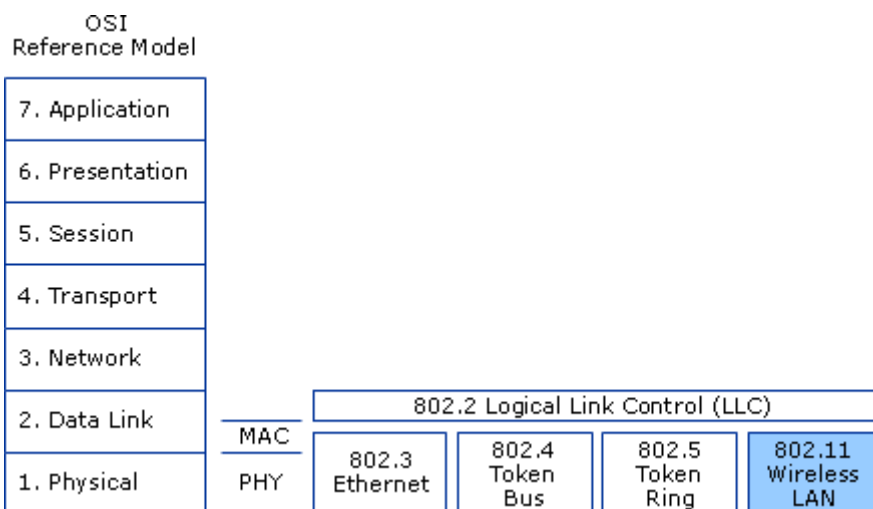 OSI
Reference Model
7. Application
6. Presentation
5. Session
4. Transport
3. Network
2. Data Link
1. Physical
MAC
PHY
802.2 Logical Link Control (LLC)
802.3
Ethernet
802.4
Token
Bus
802.5
Token
Ring
802.11
Wireless
LAN